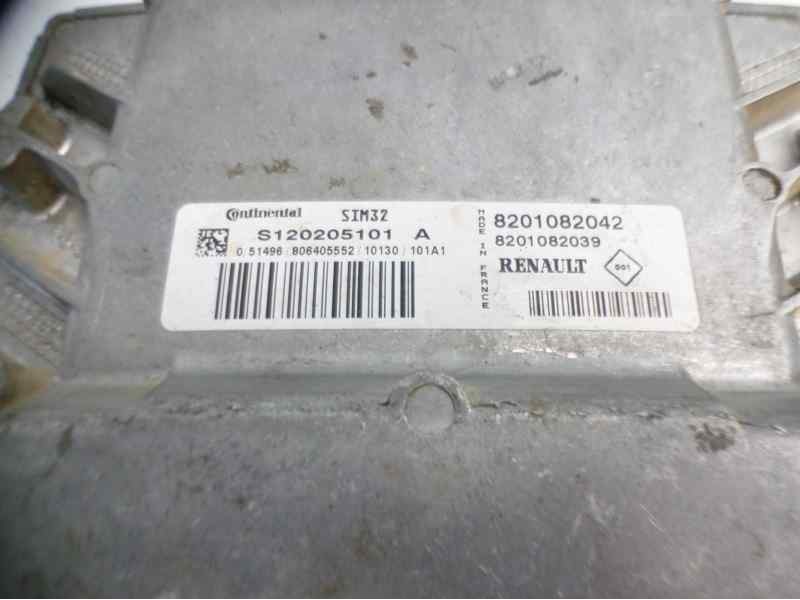 Continental SIM32
S120205101 A
0/51496/806405552/10130/101A1
MADE IN FRANCE
8201082042
8201082039
RENAULT
001